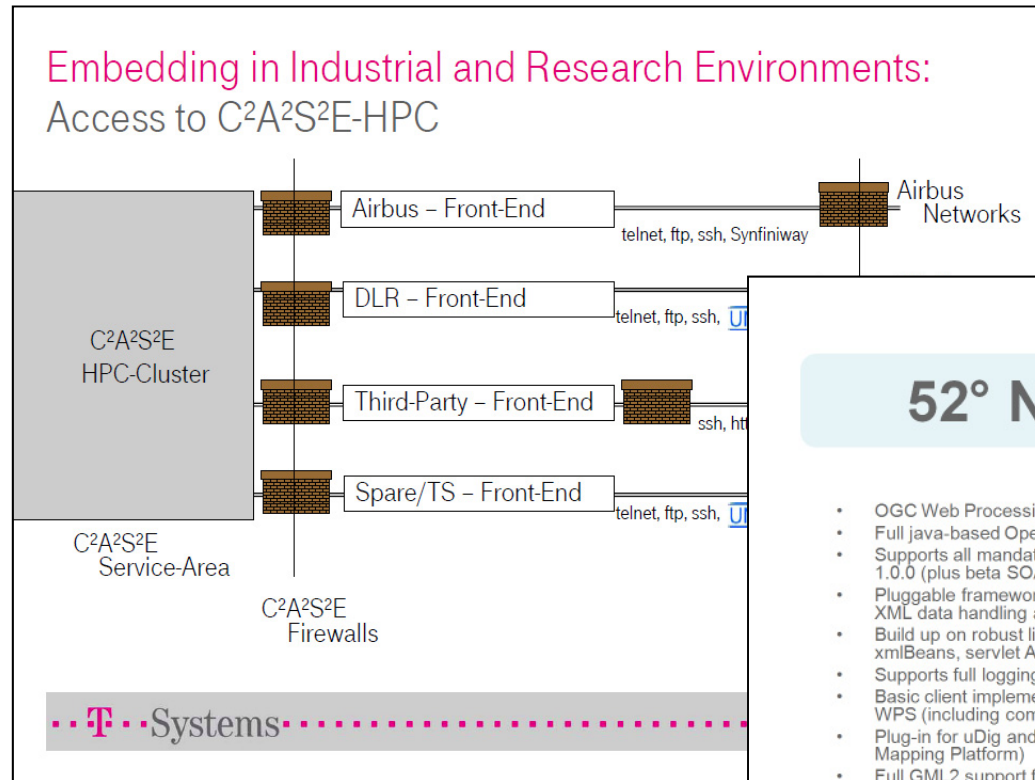 Embedding in Industrial and Research Environments:
Access to C²A²S²E-HPC
Airbus – Front-End
Airbus
Networks
telnet, ftp, ssh, Synfiniway
DLR – Front-End
telnet, ftp, ssh,
C²A²S²E
HPC-Cluster
Third-Party – Front-End
ssh,
Spare/TS – Front-End
telnet, ftp, ssh,
C²A²S²E
Service-Area
C²A²S²E
Firewalls
T Systems
52° N
• OGC Web
• Full java-based
• Supports all
1.0.0 (plus beta
• Pluggable
XML data handling
• Build up on robust
xmlBeans, servlet
• Supports full logging
• Basic client
WPS (including
• Plug-in for uDig and
Mapping Platform)
• Full GML2 support